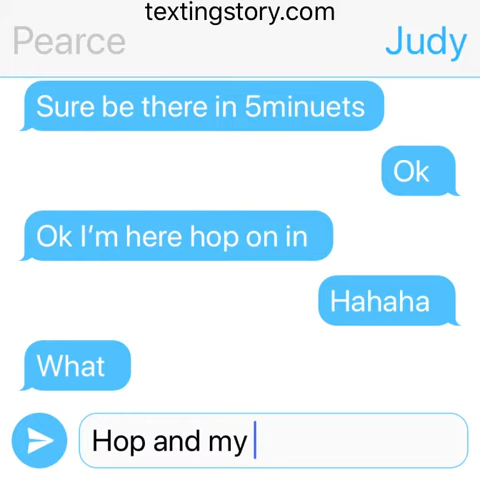 textingstory.com
Pearce
Judy
Sure be there in 5minuets
Ok
Ok I’m here hop on in
Hahaha
What
Hop and my